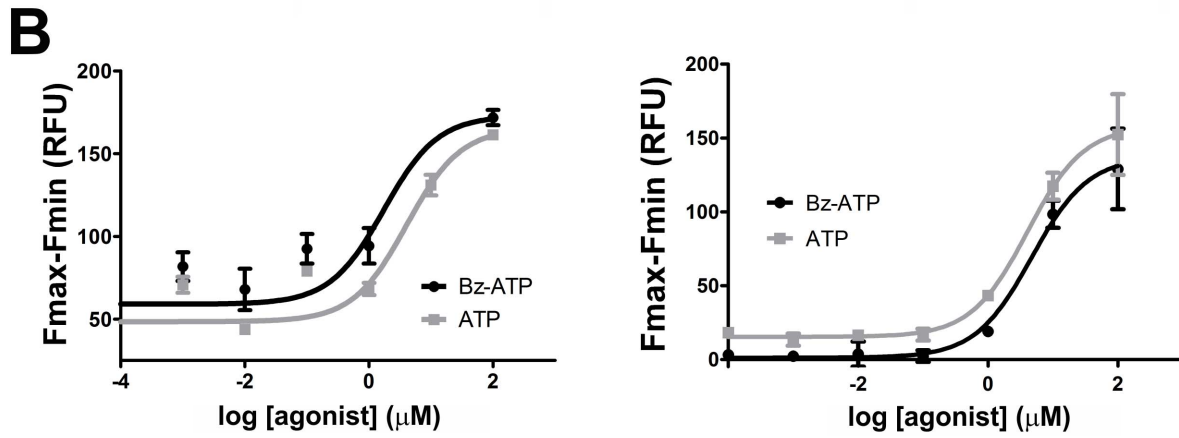 B
Fmax-Fmin (RFU)
200
150
100
50
-4
-2
0
2
log [agonist] (μM)
Bz-ATP
ATP
Fmax-Fmin (RFU)
200
150
100
50
0
-2
0
2
log [agonist] (μM)
Bz-ATP
ATP